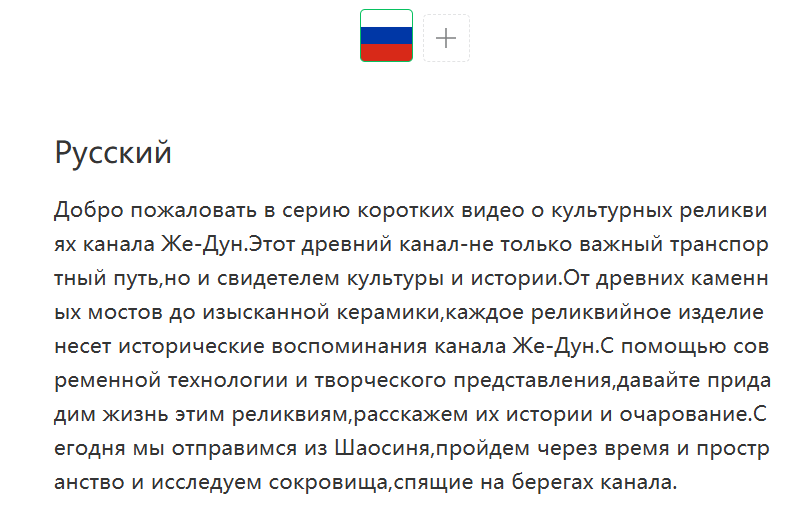 Русский
Добро пожаловать в серию коротких видео о культурных реликви
ях канала Же-Дун.Этот древний канал-не только важный транспор
тный путь,но и свидетелем культуры и истории.От древних каменн
ых мостов до изысканной керамики,каждое реликвийное изделие
несет исторические воспоминания канала Же-Дун.С помощью сов
ременной технологии и творческого представления,давайте прида
дим жизнь этим реликвиям,расскажем их истории и очарование.С
егодня мы отправимся из Шаосиня,пройдем через время и простр
анство и исследуем сокровища,спящие на берегах канала.